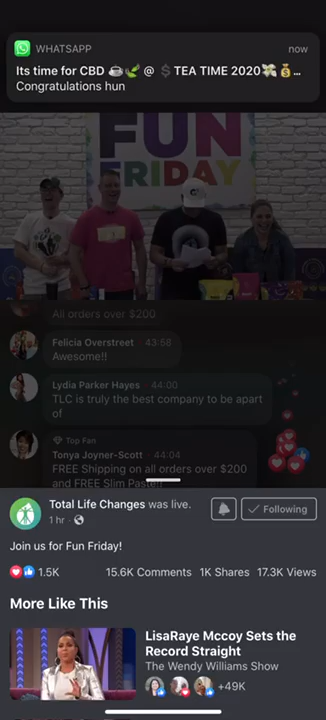 WHATSAPP now
Its time for CBD ☕🌿 @ 💲TEA TIME 2020💸💰...
Congratulations hun
FUN
FRIDAY
All orders over $200
Felicia Overstreet · 43:58
Awesome!!
Lydia Parker Hayes · 44:00
TLC is truly the best company to be apart
of
Top Fan
Tonya Joyner-Scott · 44:04
FREE Shipping on all orders over $200
and FREE Slim Paste!!
Total Life Changes was live.
1 hr ·
Following
Join us for Fun Friday!
1.5K 15.6K Comments 1K Shares 17.3K Views
More Like This
LisaRaye Mccoy Sets the
Record Straight
The Wendy Williams Show
+49K